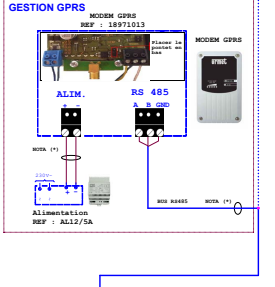 GESTION GPRS
MODEM GPRS
REF : 18971013
Placer le
pontet en
bas
MODEM GPRS
ALIM.
RS 485
+ -
A B GND
NOTA (*)
230V~
+ -
BUS RS485
NOTA (*)
Alimentation
REF : AL12/5A